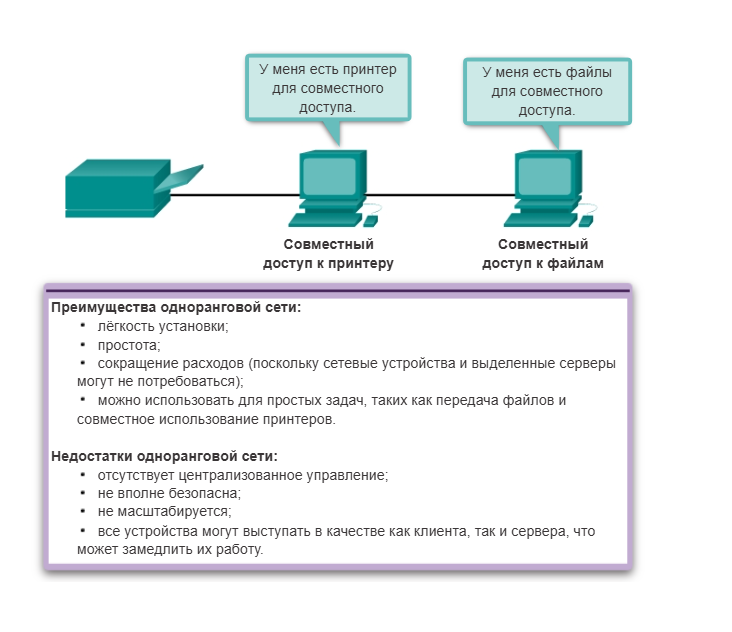 У меня есть принтер
для совместного
доступа.
У меня есть файлы
для совместного
доступа.
Совместный
доступ к принтеру
Совместный
доступ к файлам
Преимущества одноранговой сети:
• лёгкость установки;
• простота;
• сокращение расходов (поскольку сетевые устройства и выделенные серверы
могут не потребоваться);
• можно использовать для простых задач, таких как передача файлов и
совместное использование принтеров.
Недостатки одноранговой сети:
• отсутствует централизованное управление;
• не вполне безопасна;
• не масштабируется;
• все устройства могут выступать в качестве как клиента, так и сервера, что
может замедлить их работу.